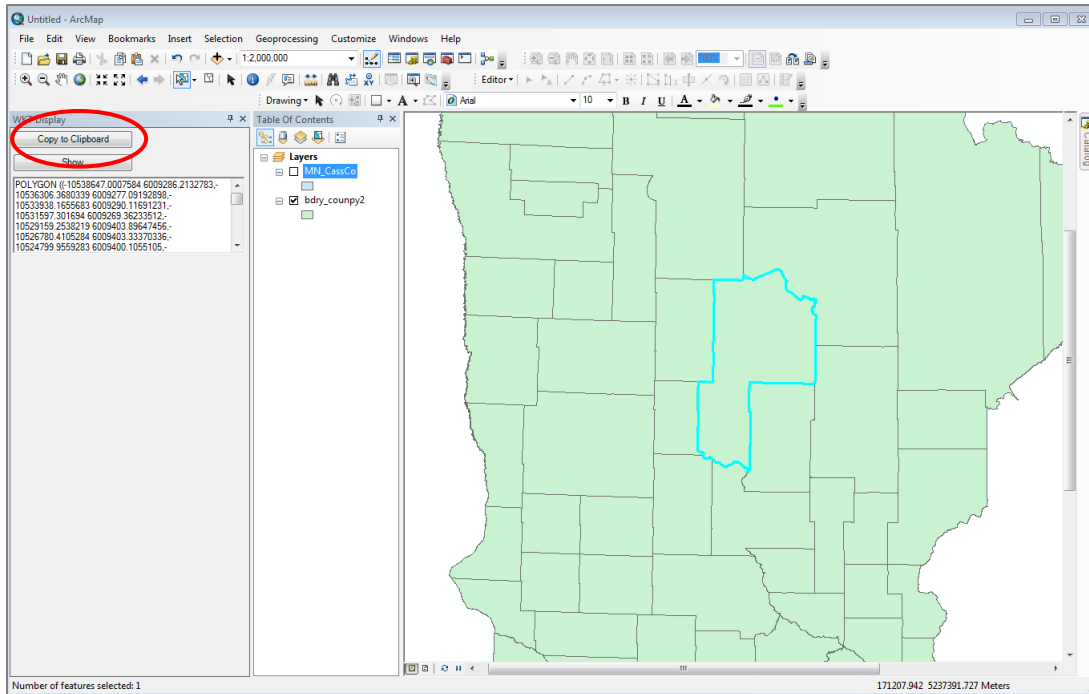 Untitled - ArcMap
File Edit View Bookmarks Insert Selection Geoprocessing Customize Windows Help
1:2,000,000
100%
Editor
Drawing A Arial 10 B I U A
WKT Display
Table Of Contents
Copy to Clipboard
Show
POLYGON ((-10538647.0007584 6009286.2132783,-
10536306.3680339 6009277.09192898,-
10533938.1655683 6009290.11691231,-
10531597.301694 6009269.36233512,-
10529159.2538219 6009403.89647456,-
10526780.4105284 6009403.33370336,-
10524799.9559283 6009400.1055105,-
Layers
MN_CassCo
bdry_counpy2
Catalog
Number of features selected: 1
171207.942 5237391.727 Meters